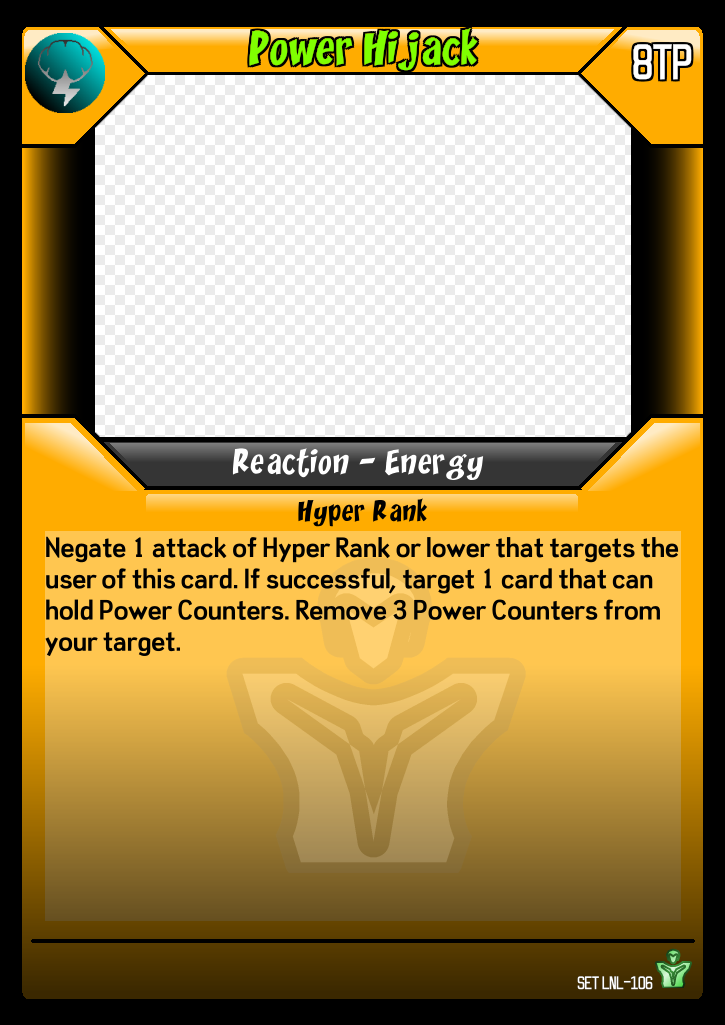 Power Hijack
8TP
Reaction - Energy
Hyper Rank
Negate 1 attack of Hyper Rank or lower that targets the
user of this card. If successful, target 1 card that can
hold Power Counters. Remove 3 Power Counters from
your target.
SET LNL-106